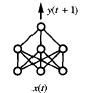 y(t + 1)
x(t)